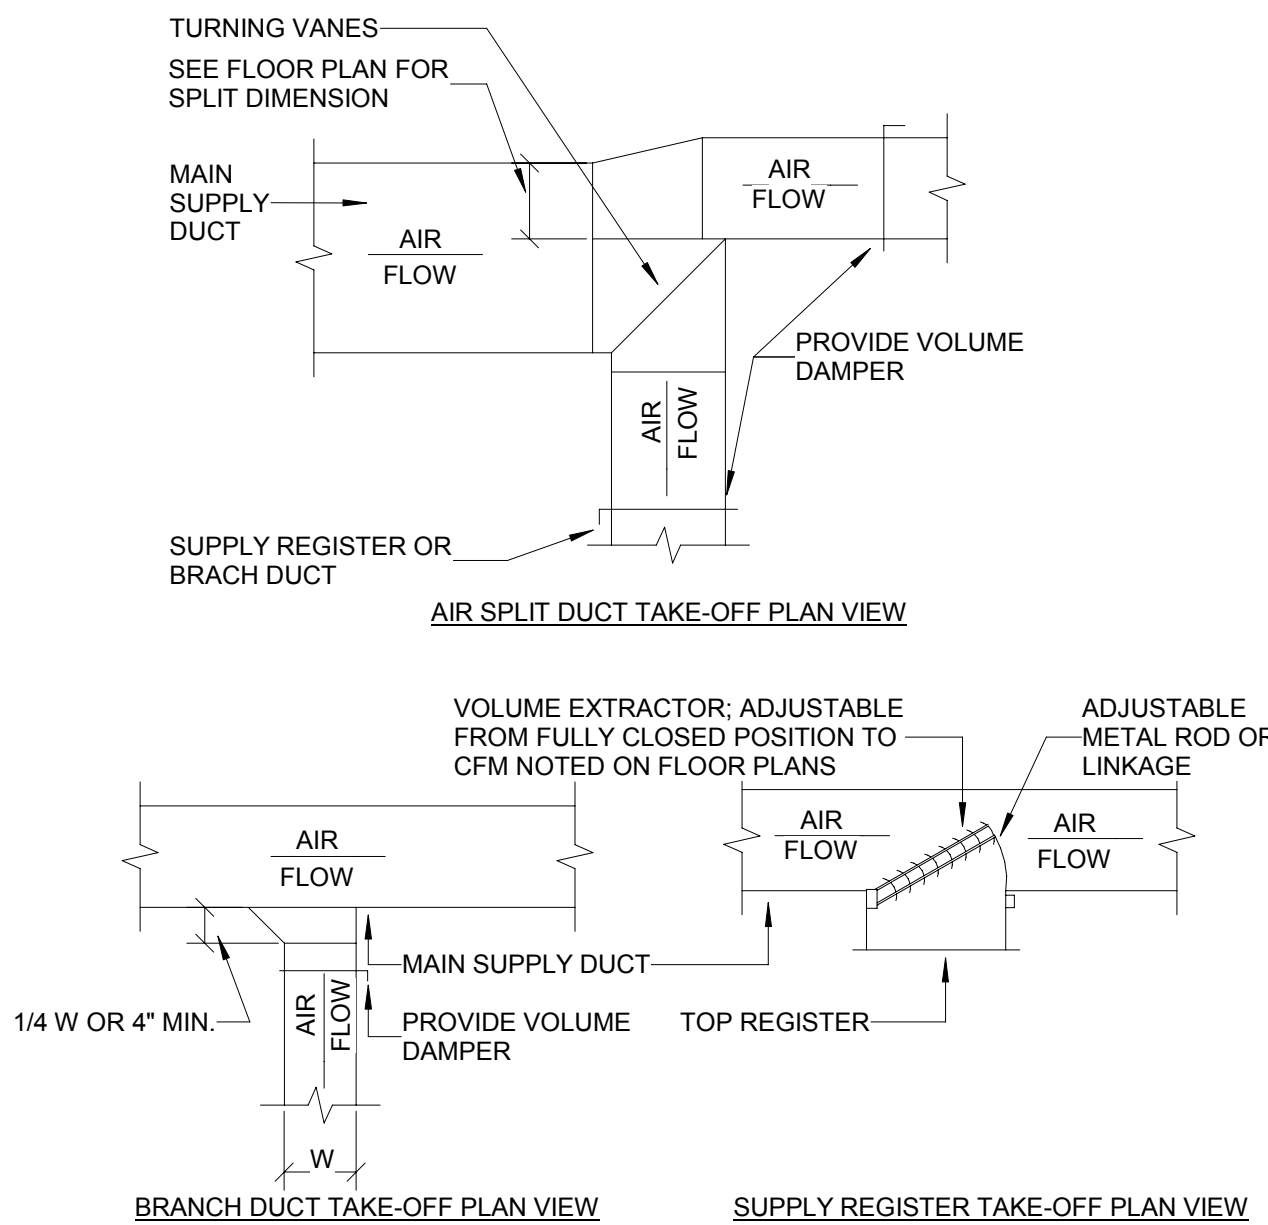 TURNING VANES
SEE FLOOR PLAN FOR
SPLIT DIMENSION
MAIN
SUPPLY
DUCT
AIR
FLOW
AIR
FLOW
PROVIDE VOLUME
DAMPER
AIR
FLOW
SUPPLY REGISTER OR
BRACH DUCT
AIR SPLIT DUCT TAKE-OFF PLAN VIEW
VOLUME EXTRACTOR; ADJUSTABLE
FROM FULLY CLOSED POSITION TO
CFM NOTED ON FLOOR PLANS
ADJUSTABLE
METAL ROD OR
LINKAGE
AIR
FLOW
AIR
FLOW
AIR
FLOW
MAIN SUPPLY DUCT
1/4 W OR 4" MIN.
AIR
FLOW
PROVIDE VOLUME
DAMPER
TOP REGISTER
W
BRANCH DUCT TAKE-OFF PLAN VIEW
SUPPLY REGISTER TAKE-OFF PLAN VIEW